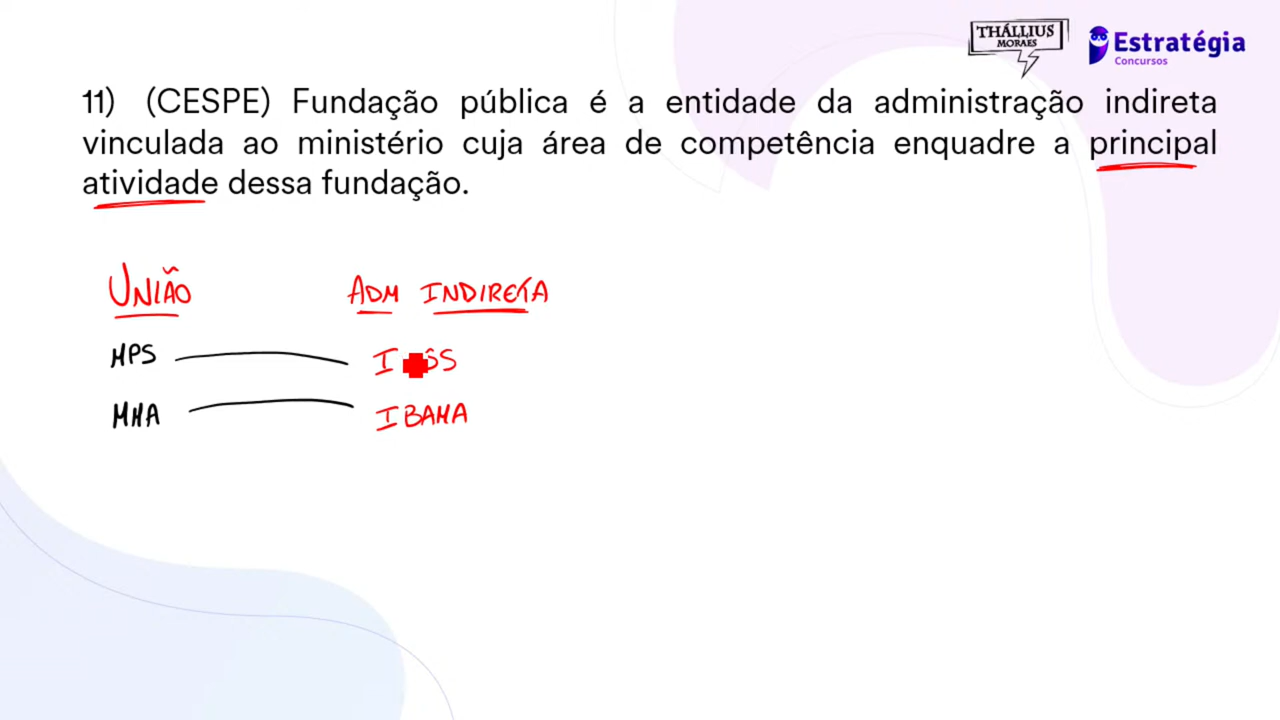 THÁLLIUS
MORAES
Estratégia
Concursos
11) (CESPE) Fundação pública é a entidade da administração indireta
vinculada ao ministério cuja área de competência enquadre a principal
atividade dessa fundação.
UNIÃO ADM INDIRETA
MPS
MMA IBAMA